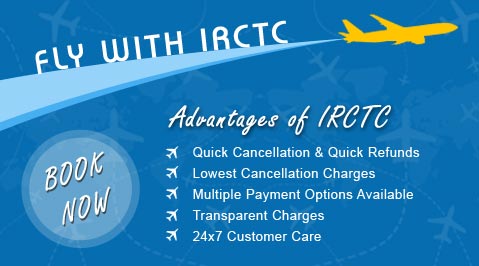 FLY WITH IRCTC
Advantages of IRCTC
Quick Cancellation & Quick Refunds
Lowest Cancellation Charges
Multiple Payment Options Available
Transparent Charges
24x7 Customer Care
BOOK
NOW